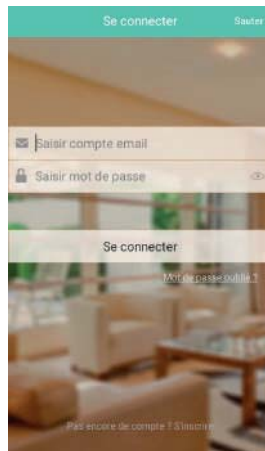 Se connecter
Sauter
Saisir compte email
Saisir mot de passe
Se connecter
Mot de passe oublié ?
Pas encore de compte ? S'inscrire